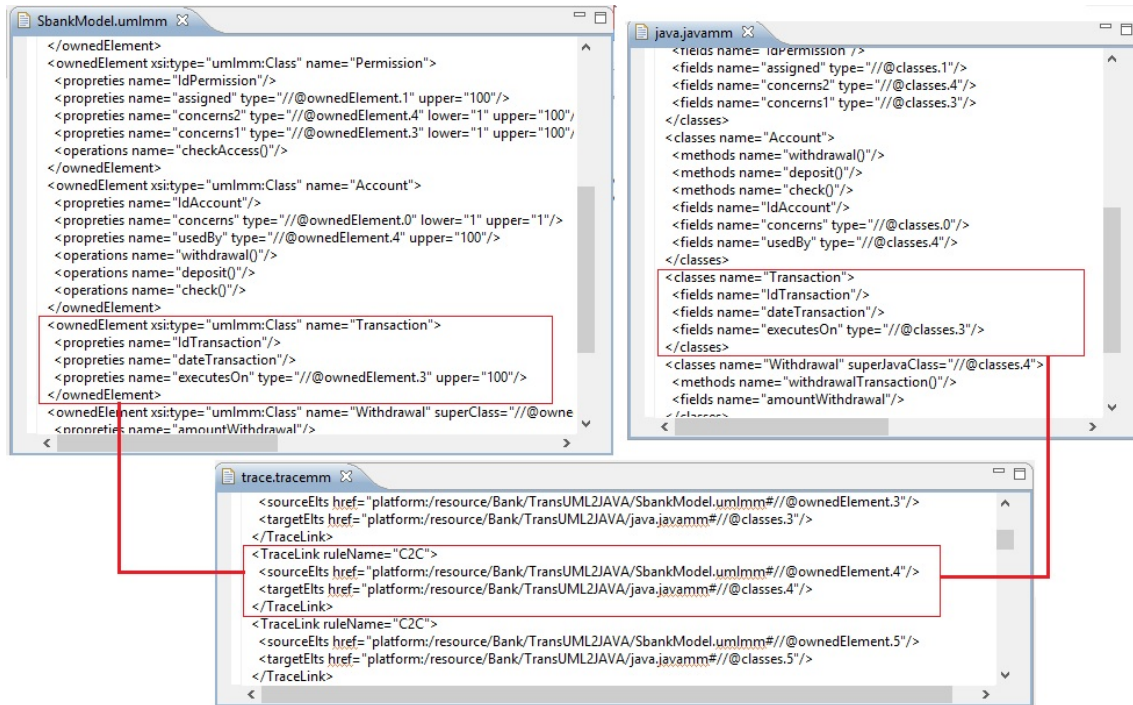 SbankModel.umlmm
</ownedElement>
<ownedElement xsi:type="umlmm:Class" name="Permission">
<propreties name="IdPermission"/>
<propreties name="assigned" type="//@ownedElement.1" upper="100"/>
<propreties name="concerns2" type="//@ownedElement.4" lower="1" upper="100"/
<propreties name="concerns1" type="//@ownedElement.3" lower="1" upper="100"/
<operations name="checkAccess()"/>
</ownedElement>
<ownedElement xsi:type="umlmm:Class" name="Account">
<propreties name="IdAccount"/>
<propreties name="concerns" type="//@ownedElement.0" lower="1" upper="1"/>
<propreties name="usedBy" type="//@ownedElement.4" upper="100"/>
<operations name="withdrawal()"/>
<operations name="deposit()"/>
<operations name="check()"/>
</ownedElement>
<ownedElement xsi:type="umlmm:Class" name="Transaction">
<propreties name="IdTransaction"/>
<propreties name="dateTransaction"/>
<propreties name="executesOn" type="//@ownedElement.3" upper="100"/>
</ownedElement>
<ownedElement xsi:type="umlmm:Class" name="Withdrawal" superClass="//@owne
<propreties name="amountWithdrawal"/>
java.javamm
<fields name="IdPermission"/>
<fields name="assigned" type="//@classes.1"/>
<fields name="concerns2" type="//@classes.4"/>
<fields name="concerns1" type="//@classes.3"/>
</classes>
<classes name="Account">
<methods name="withdrawal()"/>
<methods name="deposit()"/>
<methods name="check()"/>
<fields name="IdAccount"/>
<fields name="concerns" type="//@classes.0"/>
<fields name="usedBy" type="//@classes.4"/>
</classes>
<classes name="Transaction">
<fields name="IdTransaction"/>
<fields name="dateTransaction"/>
<fields name="executesOn" type="//@classes.3"/>
</classes>
<classes name="Withdrawal" superJavaClass="//@classes.4">
<methods name="withdrawalTransaction()"/>
<fields name="amountWithdrawal"/>
</classes>
trace.tracemm
<sourceElts href="platform:/resource/Bank/TransUML2JAVA/SbankModel.umlmm#//@ownedElement.3"/>
<targetElts href="platform:/resource/Bank/TransUML2JAVA/java.javamm#//@classes.3"/>
</TraceLink>
<TraceLink ruleName="C2C">
<sourceElts href="platform:/resource/Bank/TransUML2JAVA/SbankModel.umlmm#//@ownedElement.4"/>
<targetElts href="platform:/resource/Bank/TransUML2JAVA/java.javamm#//@classes.4"/>
</TraceLink>
<TraceLink ruleName="C2C">
<sourceElts href="platform:/resource/Bank/TransUML2JAVA/SbankModel.umlmm#//@ownedElement.5"/>
<targetElts href="platform:/resource/Bank/TransUML2JAVA/java.javamm#//@classes.5"/>
</TraceLink>